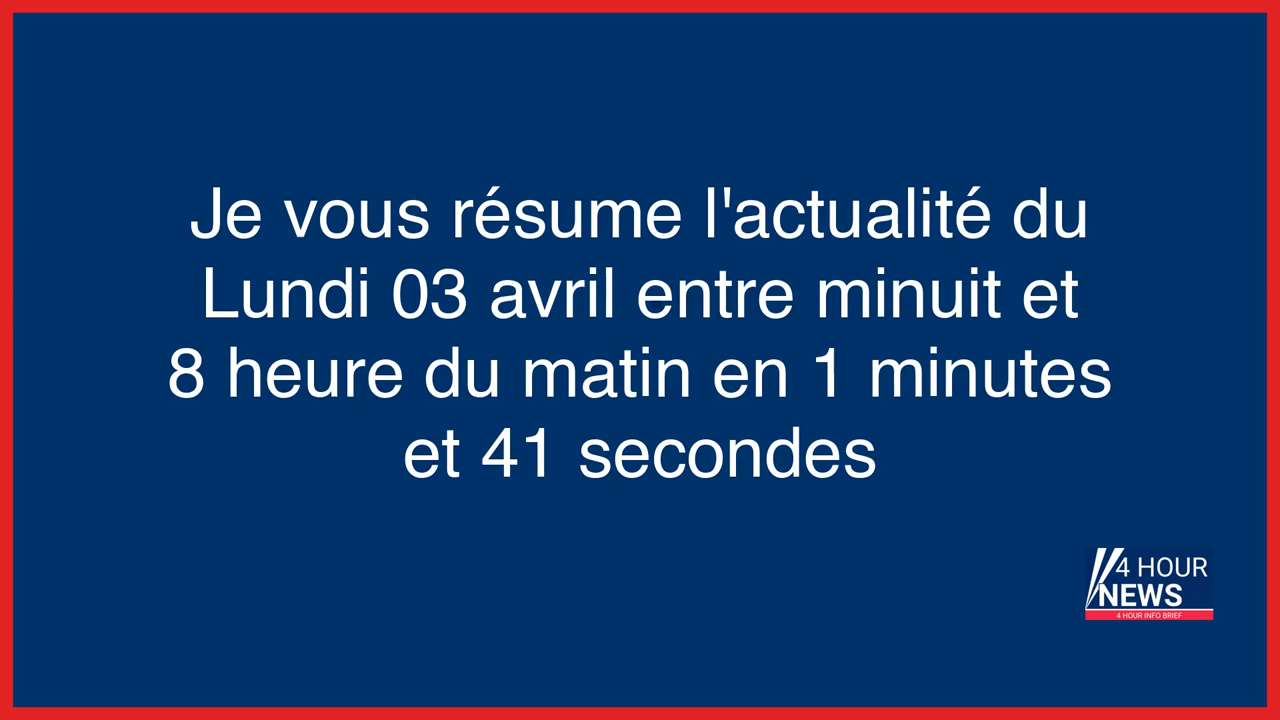 Je vous résume l'actualité du
Lundi 03 avril entre minuit et
8 heure du matin en 1 minutes
et 41 secondes
4 HOUR
NEWS
4 HOUR INFO BRIEF